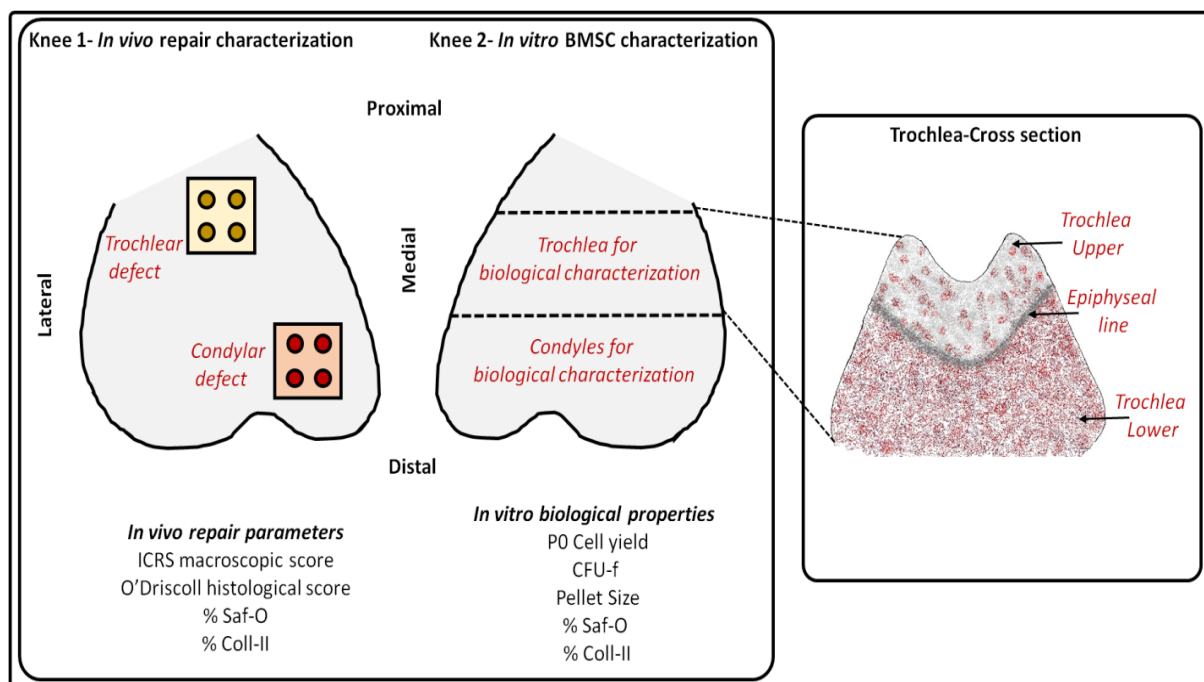 Knee 1- In vivo repair characterization
Knee 2- In vitro BMSC characterization
Proximal
Lateral
Medial
Trochlear
defect
Condylar
defect
Trochlea for
biological characterization
Condyles for
biological characterization
Distal
In vivo repair parameters
ICRS macroscopic score
O’Driscoll histological score
% Saf-O
% Coll-II
In vitro biological properties
P0 Cell yield
CFU-f
Pellet Size
% Saf-O
% Coll-II
Trochlea-Cross section
Trochlea
Upper
Epiphyseal
line
Trochlea
Lower